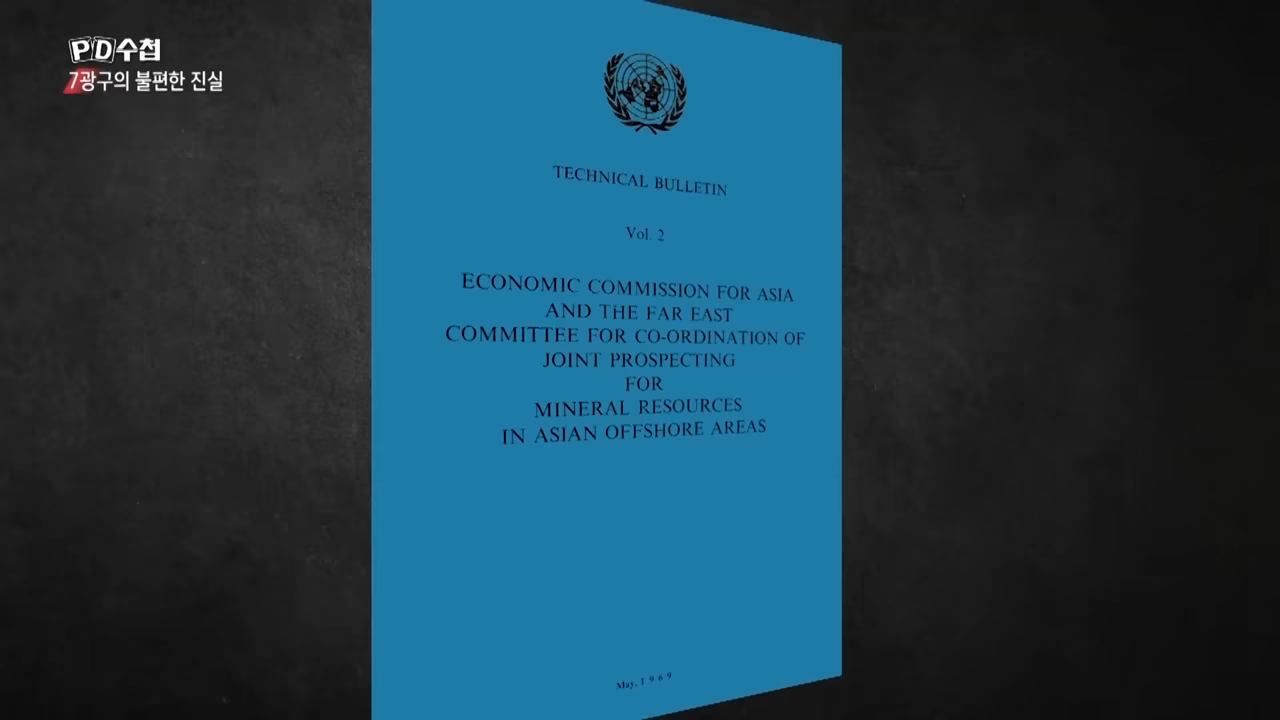 PD수첩
7광구의 불편한 진실
TECHNICAL BULLETIN
Vol. 2
ECONOMIC COMMISSION FOR ASIA
AND THE FAR EAST
COMMITTEE FOR CO-ORDINATION OF
JOINT PROSPECTING
FOR
MINERAL RESOURCES
IN ASIAN OFFSHORE AREAS
May, 1969